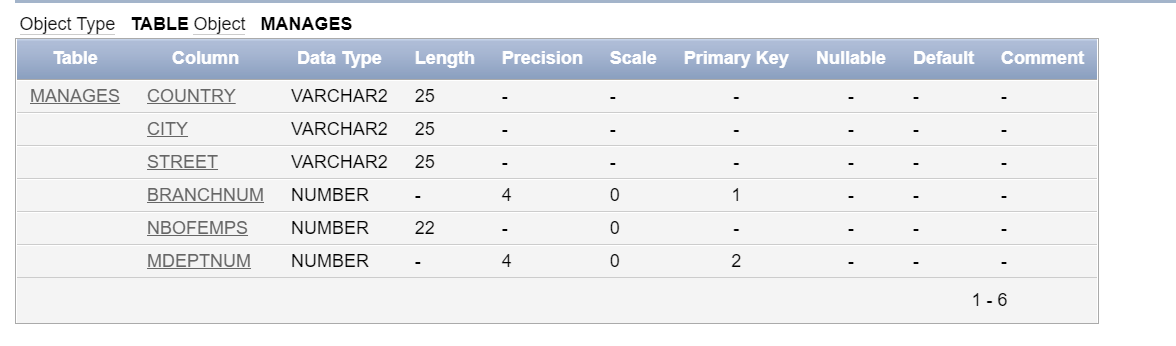 Object Type TABLE Object MANAGES
Table Column Data Type Length Precision Scale Primary Key Nullable Default Comment
MANAGES COUNTRY VARCHAR2 25 - - - - - -
CITY VARCHAR2 25 - - - - - -
STREET VARCHAR2 25 - - - - - -
BRANCHNUM NUMBER - 4 0 1 - - -
NBOFEMPS NUMBER 22 - 0 - - - -
MDEPTNUM NUMBER - 4 0 2 - - -
1 - 6